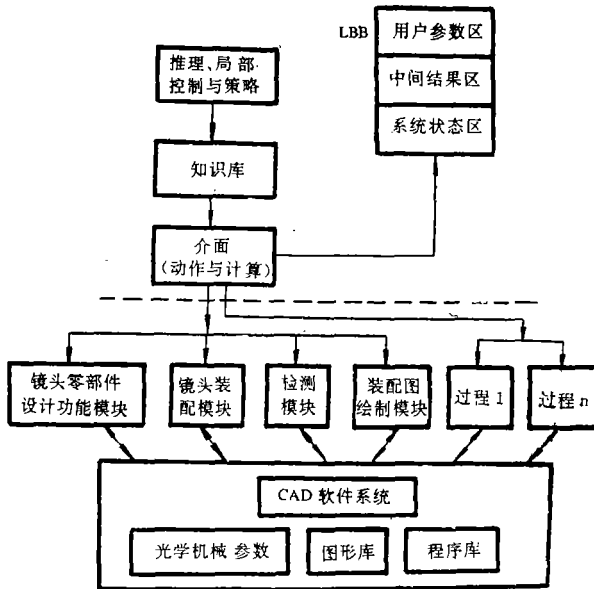 LBB
用户参数区
中间结果区
系统状态区
推理、局部
控制与策略
知识库
介面
(动作与计算)
镜头零部件
设计功能模块
镜头装
配模块
检测
模块
装配图
绘制模块
过程 1
过程 n
CAD 软件系统
光学机械 参数
图形库
程序库